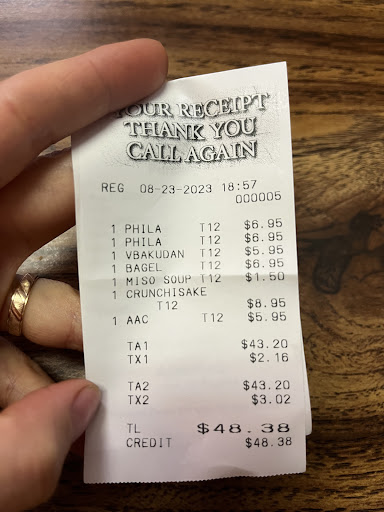 YOUR RECEIPT
THANK YOU
CALL AGAIN
REG 08-23-2023 18:57
000005
1 PHILA T12 $6.95
1 PHILA T12 $6.95
1 VBAKUDAN T12 $5.95
1 BAGEL T12 $6.95
1 MISO SOUP T12 $1.50
1 CRUNCHISAKE
T12 $8.95
1 AAC T12 $5.95
TA1 $43.20
TX1 $2.16
TA2 $43.20
TX2 $3.02
TL $48.38
CREDIT $48.38